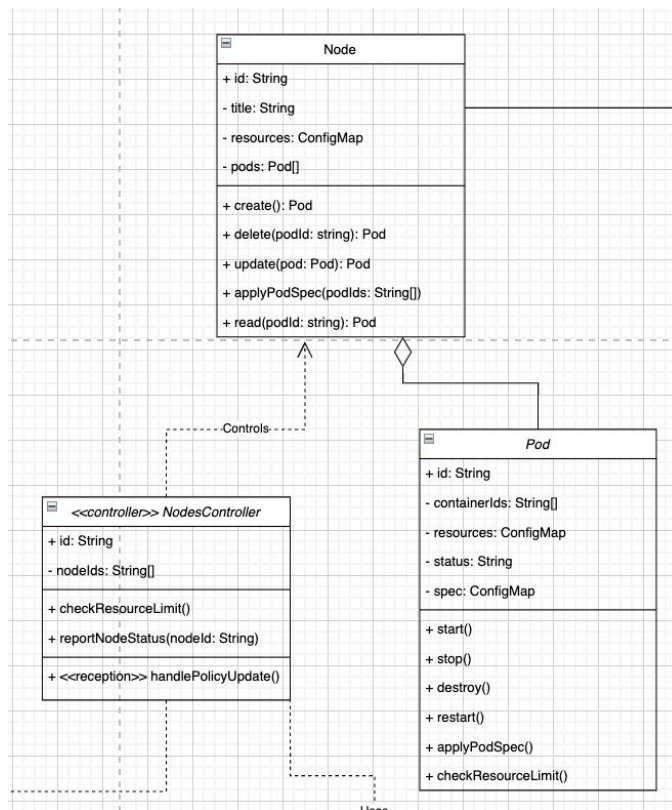 Node
+ id: String
- title: String
- resources: ConfigMap
- pods: Pod[]
+ create(): Pod
+ delete(podId: string): Pod
+ update(pod: Pod): Pod
+ applyPodSpec(podIds: String[])
+ read(podId: string): Pod
Controls
<<controller>> NodesController
+ id: String
- nodeIds: String[]
+ checkResourceLimit()
+ reportNodeStatus(nodeId: String)
+ <<reception>> handlePolicyUpdate()
Pod
+ id: String
- containerIds: String[]
- resources: ConfigMap
- status: String
- spec: ConfigMap
+ start()
+ stop()
+ destroy()
+ restart()
+ applyPodSpec()
+ checkResourceLimit()